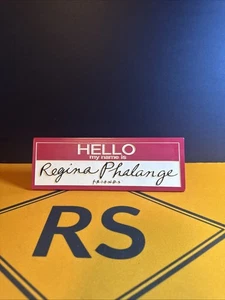 HELLO
my name is
Regina Phalange
FRIENDS
RS